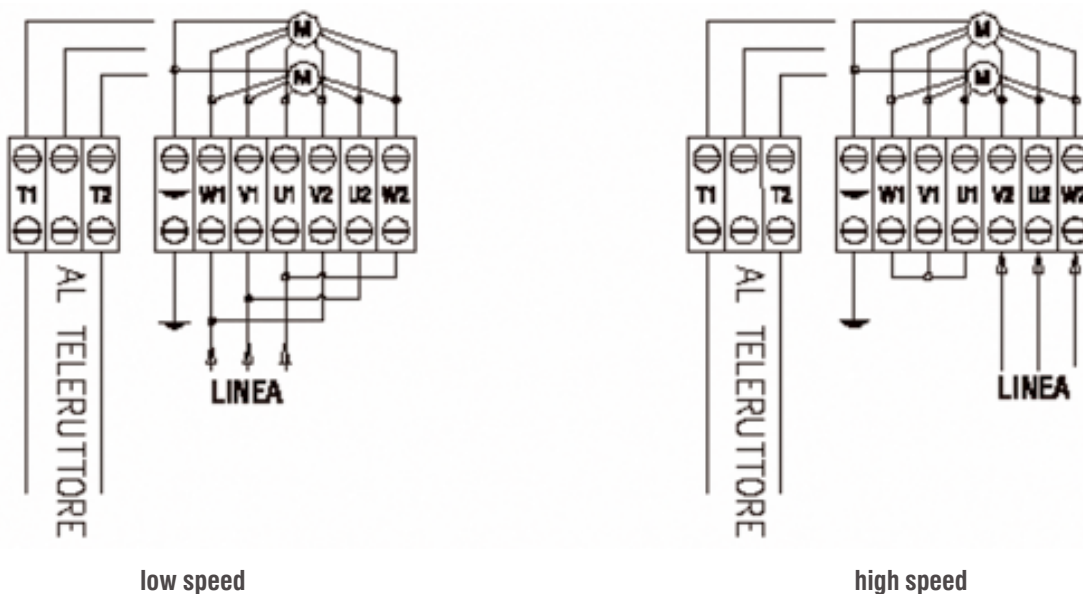 M
M
T1 T2 W1 V1 U1 V2 U2 W2
AL TELERUTTORE
LINEA
low speed
M
M
T1 T2 W1 V1 U1 V2 U2 W2
AL TELERUTTORE
LINEA
high speed